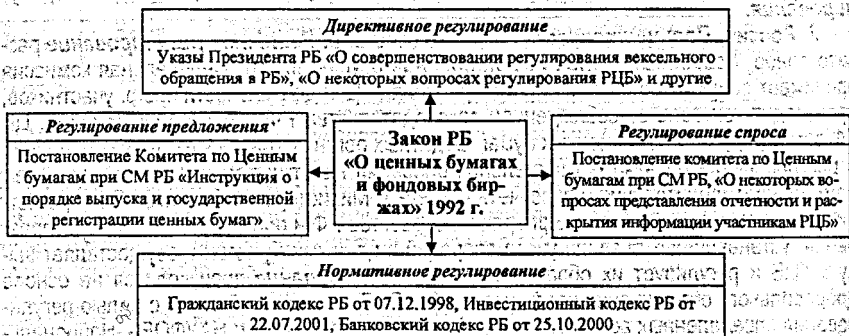 Директивное регулирование
Указы Президента РБ «О совершенствовании регулирования вексельного
обращения в РБ», «О некоторых вопросах регулирования РЦБ» и другие
Регулирование предложения
Постановление Комитета по Ценным
бумагам при СМ РБ «Инструкция о
порядке выпуска и государственной
регистрации ценных бумаг»
Закон РБ
«О ценных бумагах
и фондовых бир-
жах» 1992 г.
Регулирование спроса
Постановление комитета по Ценным
бумагам при СМ РБ, «О некоторых во-
просах представления отчетности и рас-
крытия информации участникам РЦБ»
Нормативное регулирование
Гражданский кодекс РБ от 07.12.1998, Инвестиционный кодекс РБ от
22.07.2001, Банковский кодекс РБ от 25.10.2000